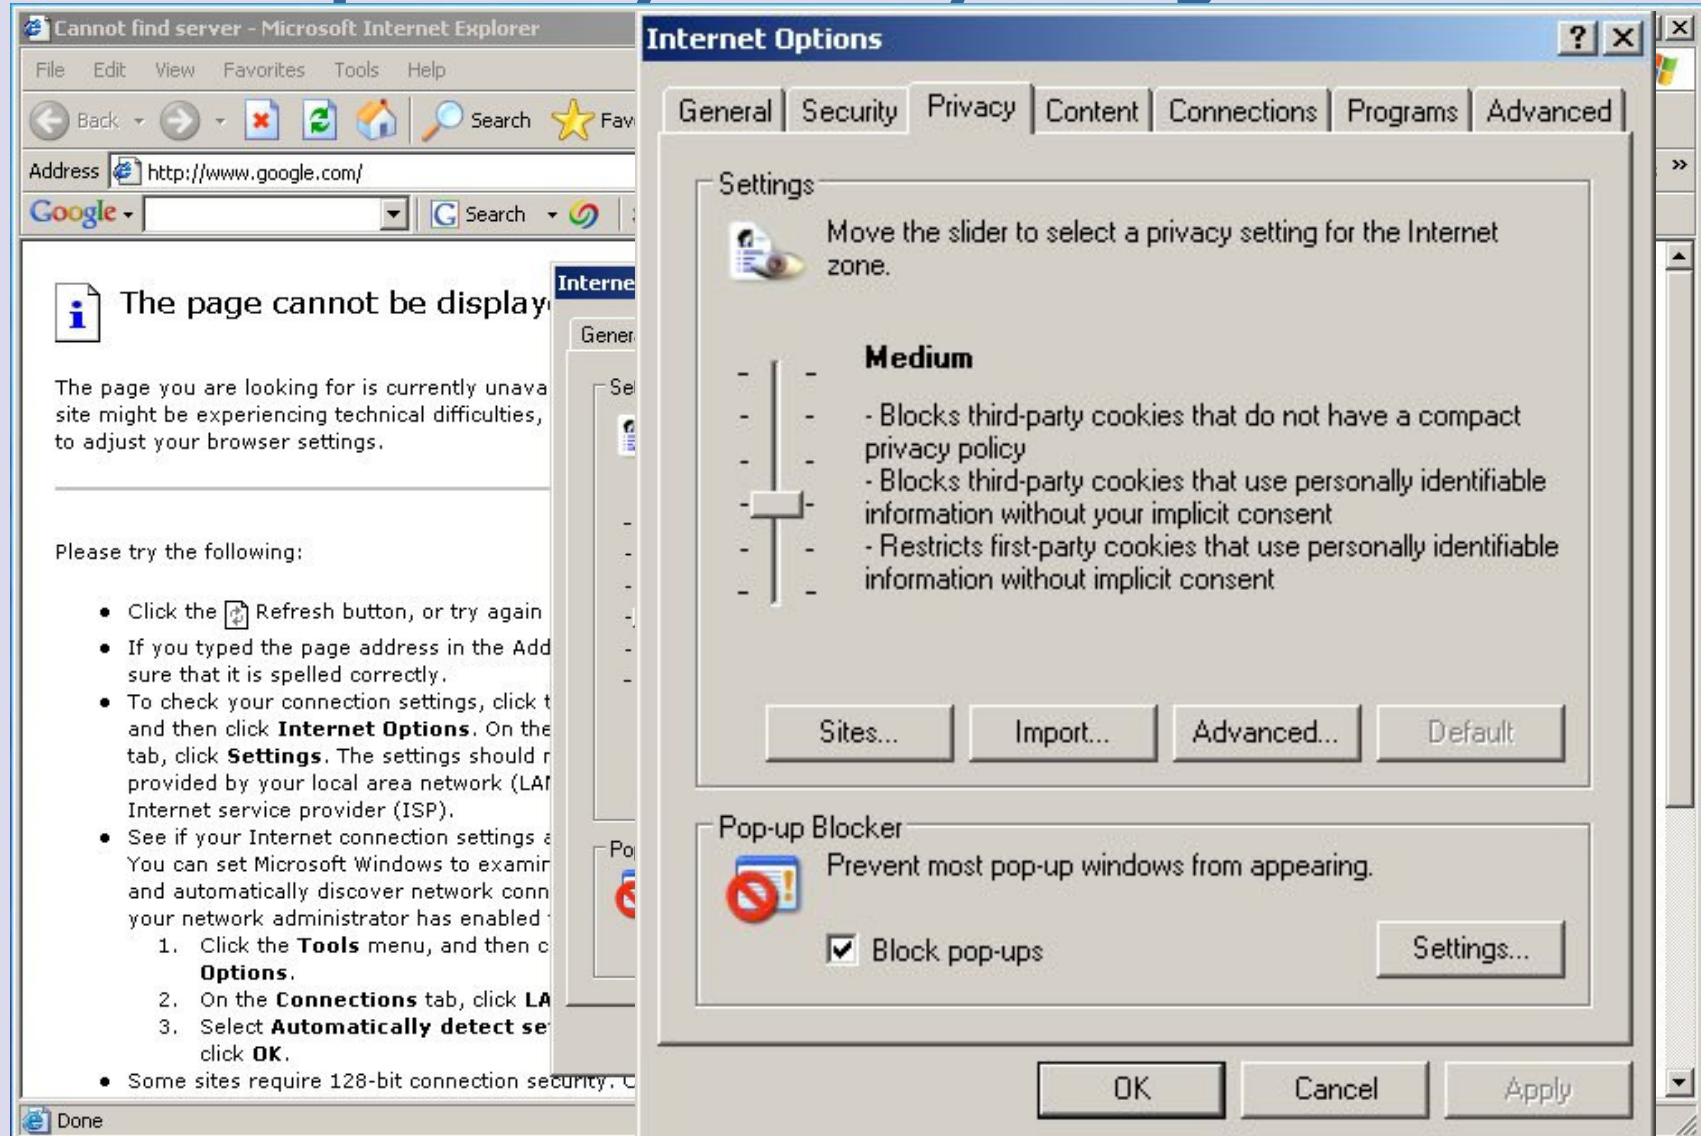 Cannot find server - Microsoft Internet Explorer
File Edit View Favorites Tools Help
Back Search Fav
Address http://www.google.com/
Google Search
The page cannot be display
The page you are looking for is currently unava
site might be experiencing technical difficulties,
to adjust your browser settings.
Please try the following:
Click the Refresh button, or try again
If you typed the page address in the Add
sure that it is spelled correctly.
To check your connection settings, click t
and then click Internet Options. On the
tab, click Settings. The settings should
provided by your local area network (LA
Internet service provider (ISP).
See if your Internet connection settings a
You can set Microsoft Windows to examin
and automatically discover network conn
your network administrator has enabled
1. Click the Tools menu, and then c
Options.
2. On the Connections tab, click LA
3. Select Automatically detect se
click OK.
Some sites require 128-bit connection security.
Done
Interne
Gener
Se
Po
Internet Options
General Security Privacy Content Connections Programs Advanced
Settings
Move the slider to select a privacy setting for the Internet
zone.
Medium
- Blocks third-party cookies that do not have a compact
privacy policy
- Blocks third-party cookies that use personally identifiable
information without your implicit consent
- Restricts first-party cookies that use personally identifiable
information without implicit consent
Sites... Import... Advanced... Default
Pop-up Blocker
Prevent most pop-up windows from appearing.
Block pop-ups
Settings...
OK Cancel Apply